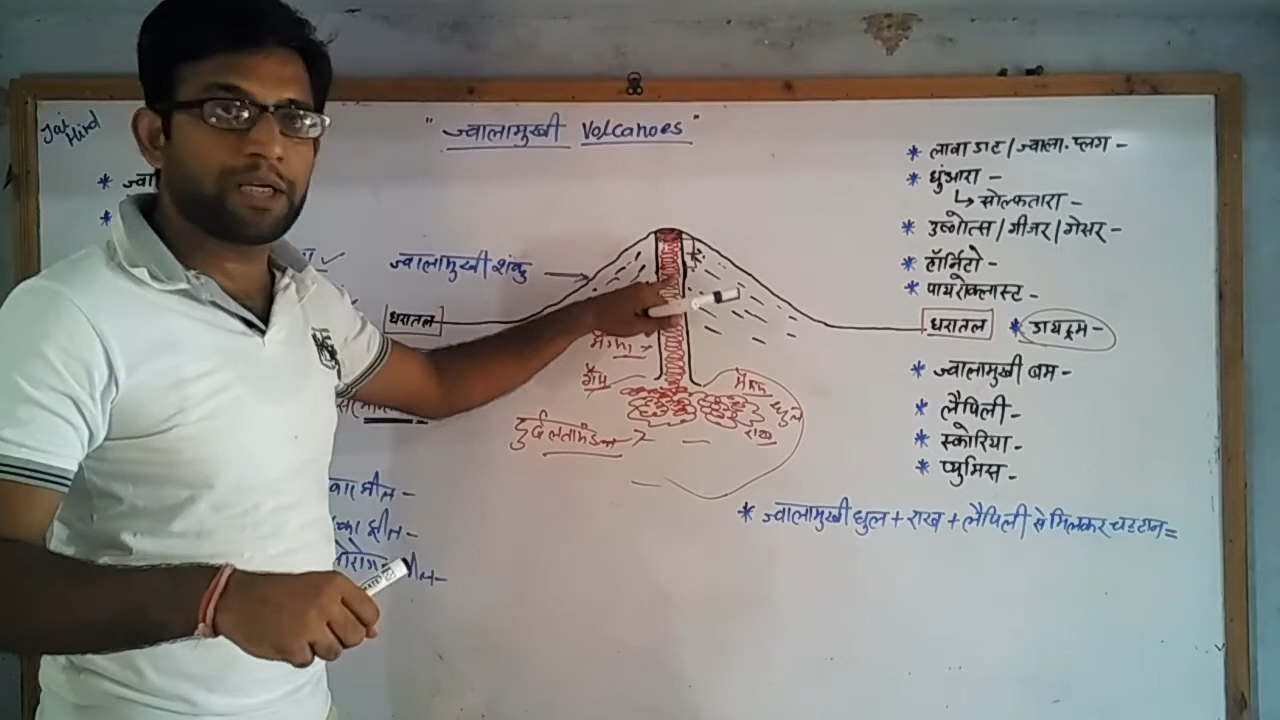 Jai Hind
"ज्वालामुखी Volcanoes"
* ज्वा
*
ज्वालामुखी शंकु
धरातल
मैग्मा
गैस
दुर्बलतामंडल
राख
* लावा डाट/ज्वाला. प्लग -
* धुंआरा -
↳ सोल्फतारा -
* उष्णोत्स/गीजर/गेसर -
* हॉर्निटो -
* पायरोक्लास्ट -
धरातल
* डायट्रम -
* ज्वालामुखी बम -
* लैपिली -
* स्कोरिया -
* प्युमिस -
झील -
झील -
* ज्वालामुखी धुल + राख + लैपिली से मिलकर चट्टान =